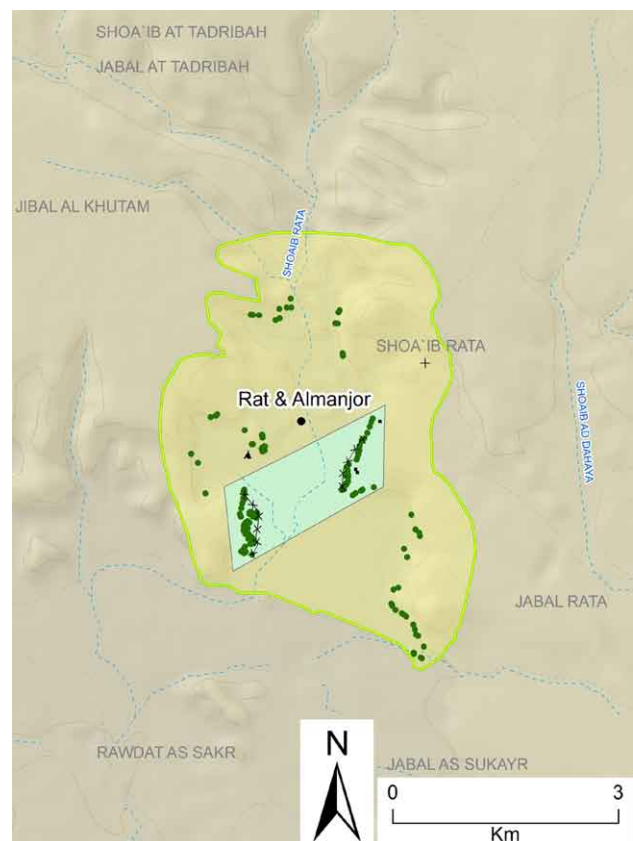 SHOA`IB AT TADRIBAH
JABAL AT TADRIBAH
JIBAL AL KHUTAM
SHOAIB RATA
SHOA`IB RATA
Rat & Almanjor
SHOAIB AD DAHAYA
JABAL RATA
RAWDAT AS SAKR
JABAL AS SUKAYR
N
0 3
Km